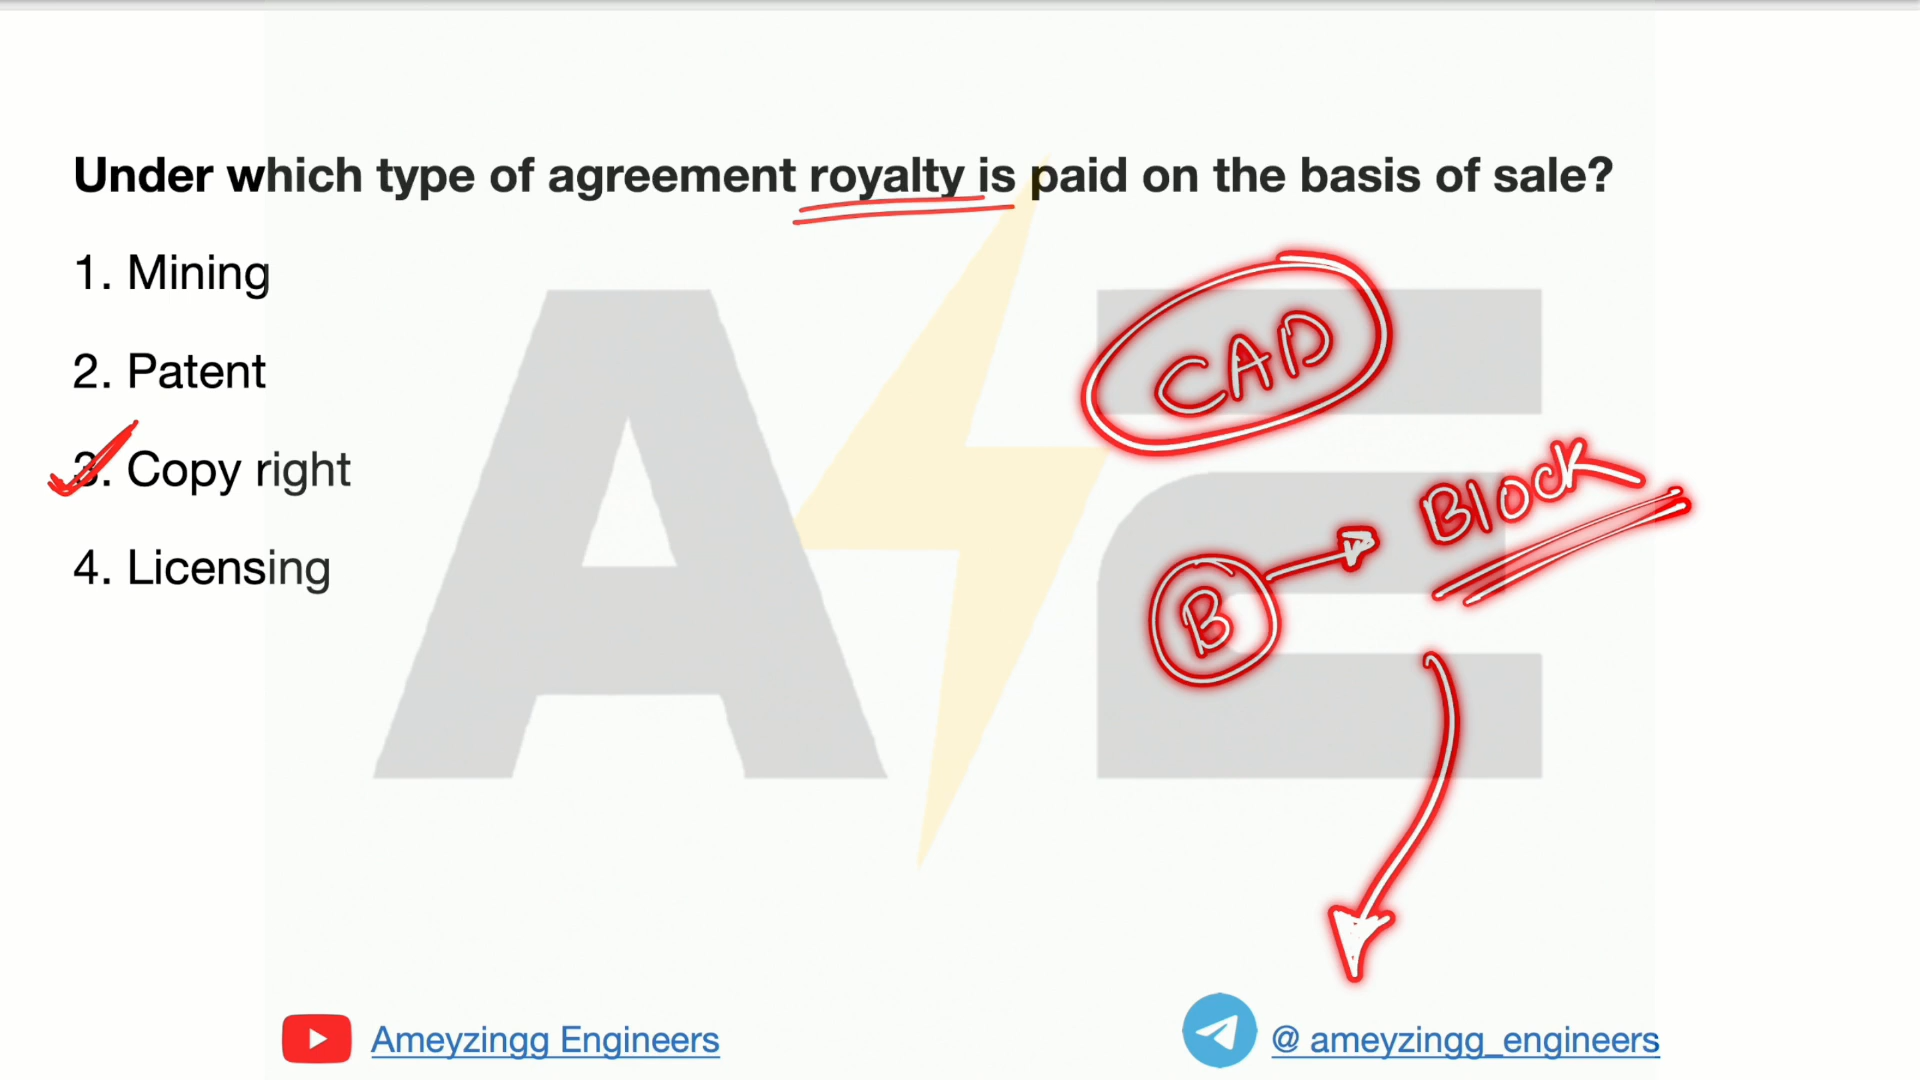 Under which type of agreement royalty is paid on the basis of sale?
1. Mining
2. Patent
3. Copy right
4. Licensing
CAD
B → Block
A E
Ameyzingg Engineers
@ ameyzingg_engineers